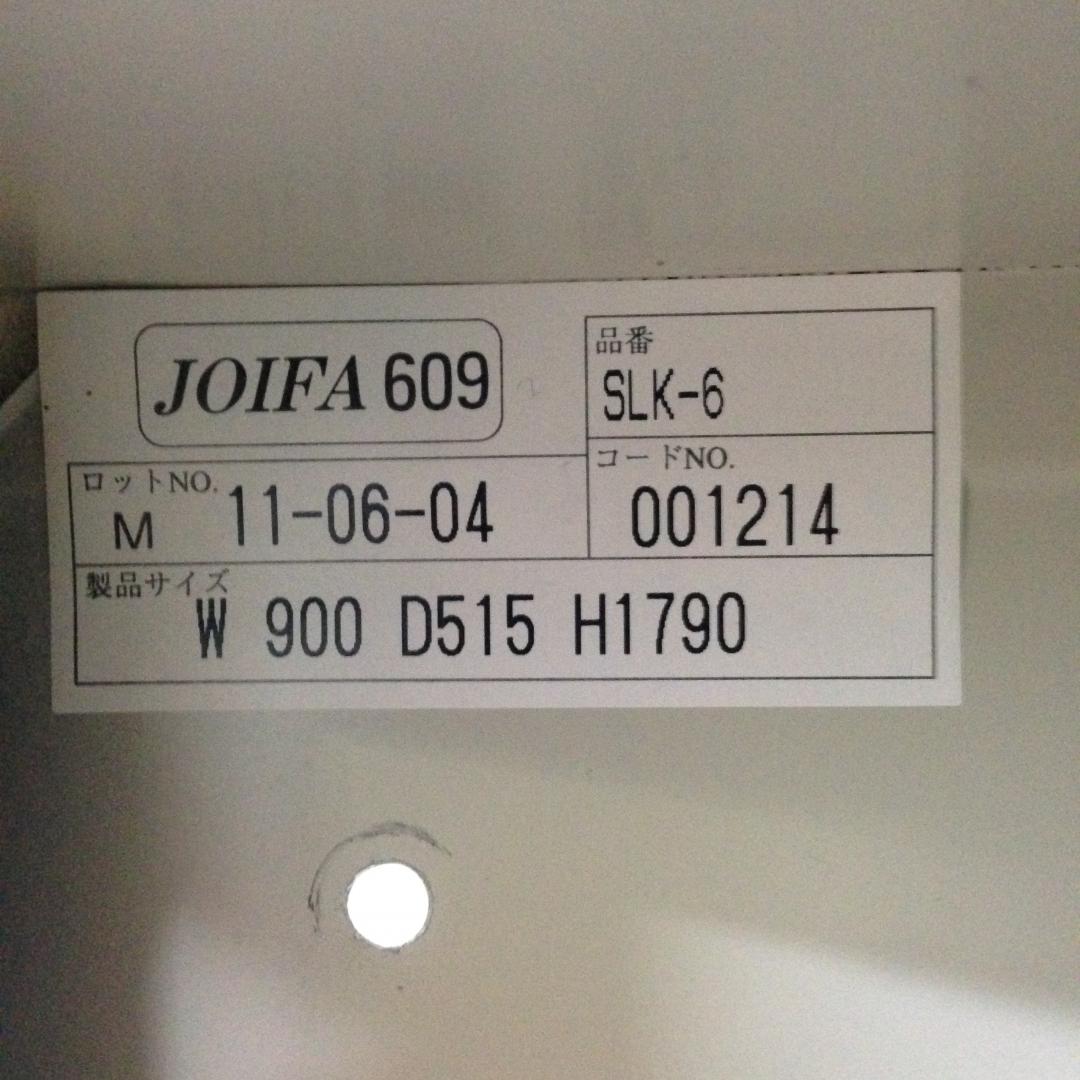 JOIFA 609
品番
SLK-6
ロットNO.
M 11-06-04
コードNO.
001214
製品サイズ
W 900 D515 H1790